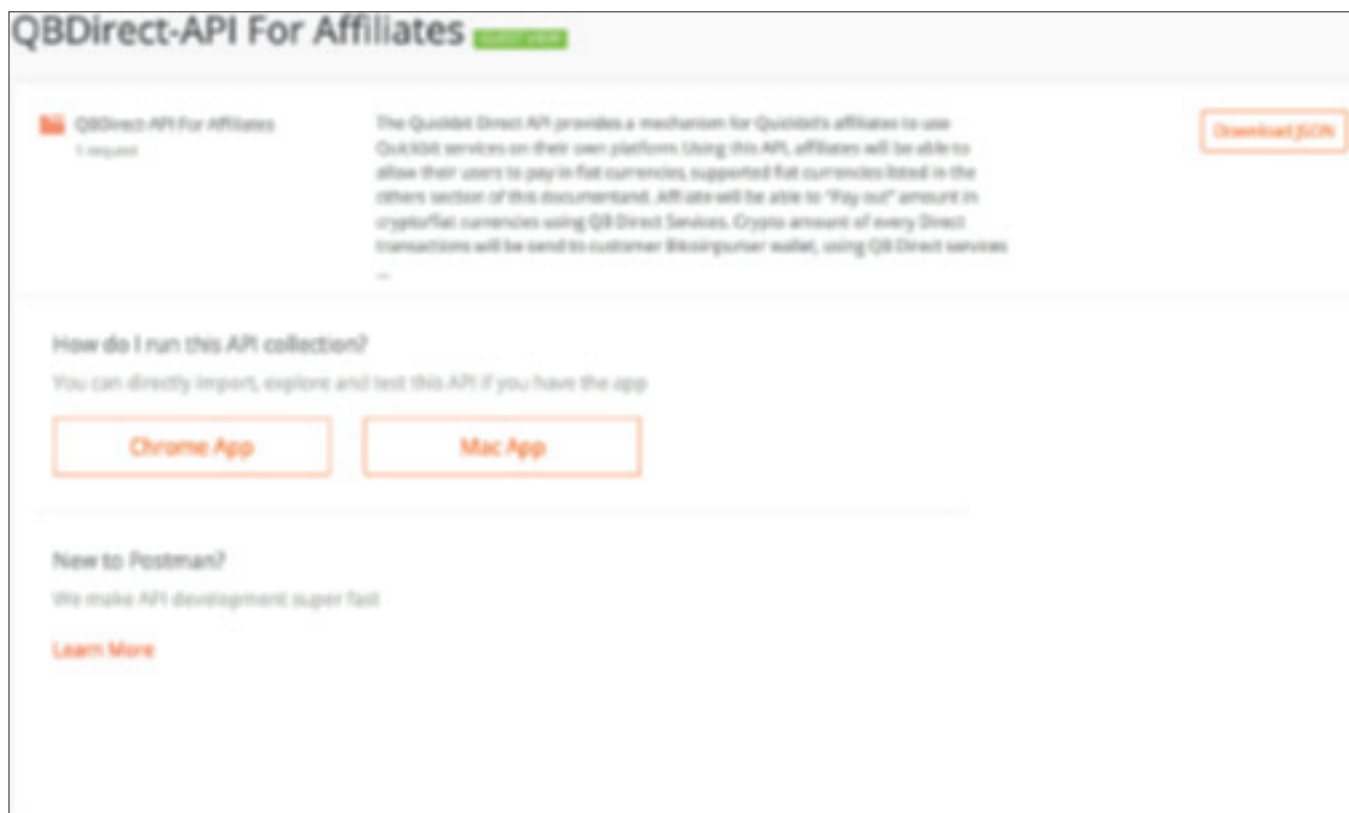 QBDirect-API For Affiliates GUEST VIEW
QBDirect-API For Affiliates
1 request
The Quickbit Direct API provides a mechanism for Quickbit's affiliates to use
Quickbit services on their own platform. Using this API, affiliates will be able to
allow their users to pay in fiat currencies, supported fiat currencies listed in the
others section of this documentand. Affiliate will be able to "Pay out" amount in
crypto/fiat currencies using QB Direct Services. Crypto amount of every Direct
transactions will be send to customer wallet, using QB Direct services
...
Download JSON
How do I run this API collection?
You can directly import, explore and test this API if you have the app
Chrome App
Mac App
New to Postman?
We make API development super fast
Learn More